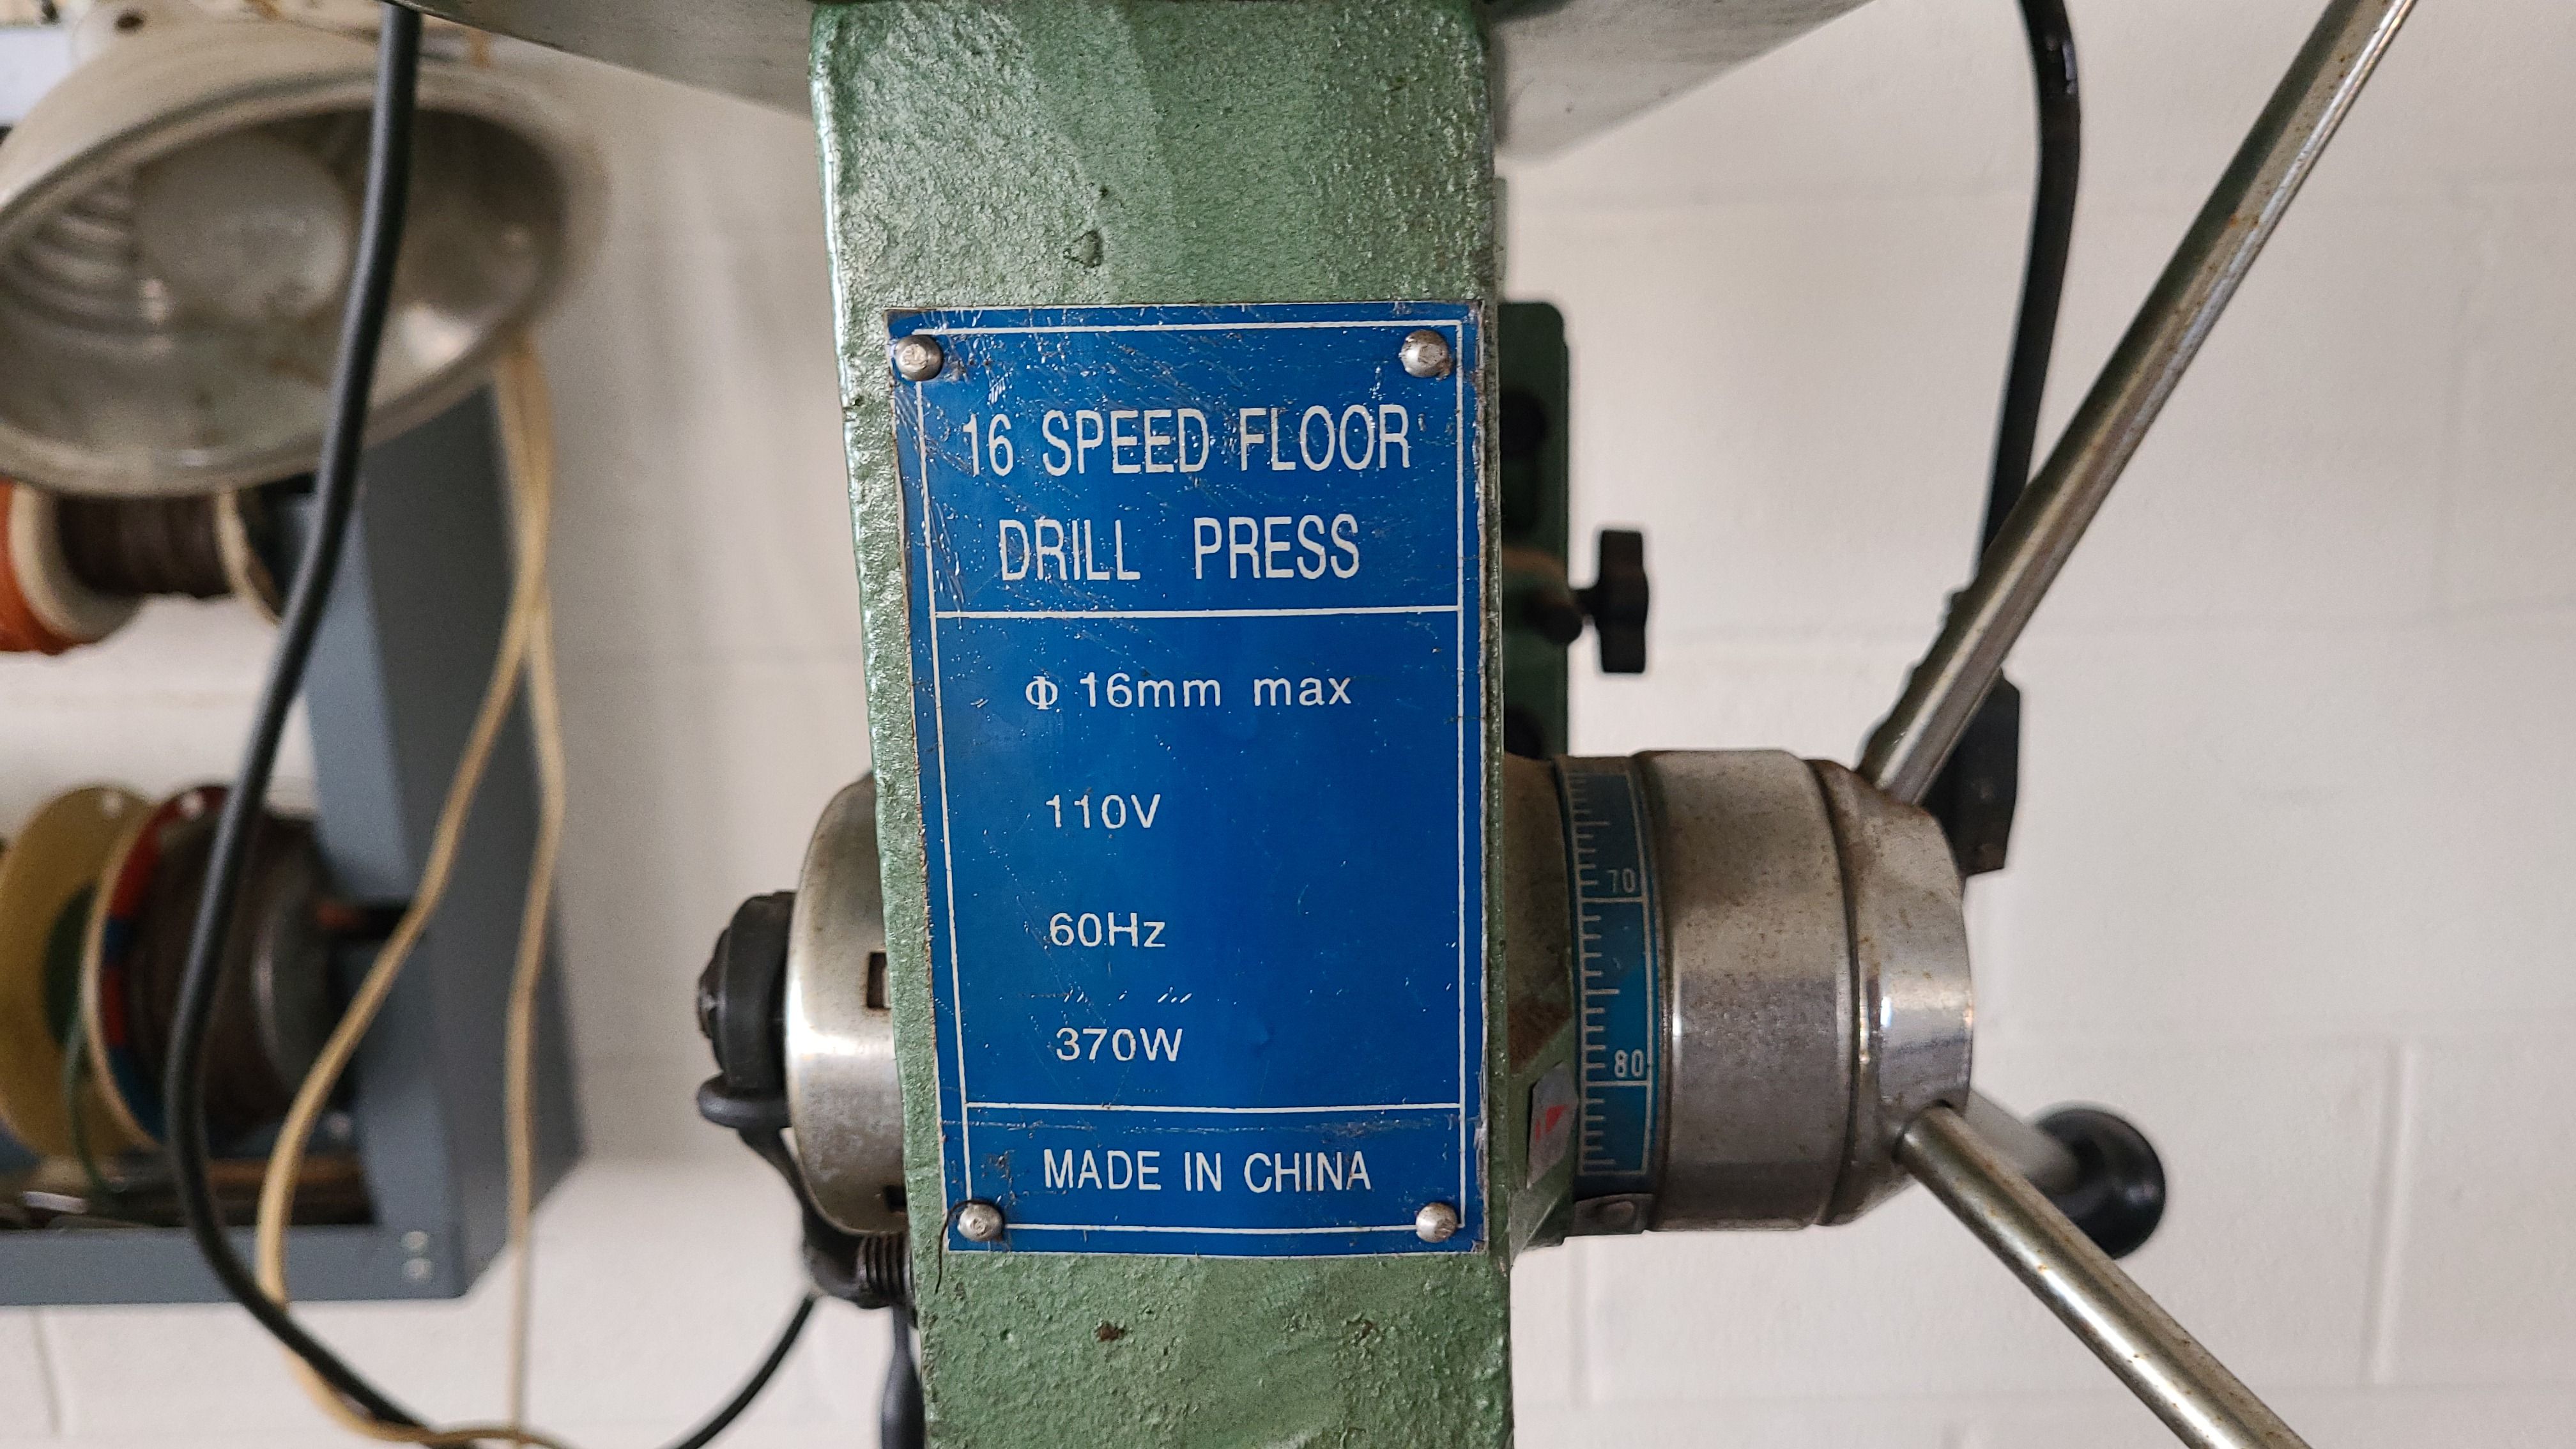 16 SPEED FLOOR
DRILL PRESS
Φ 16mm max
110V
60Hz
370W
MADE IN CHINA
70
80